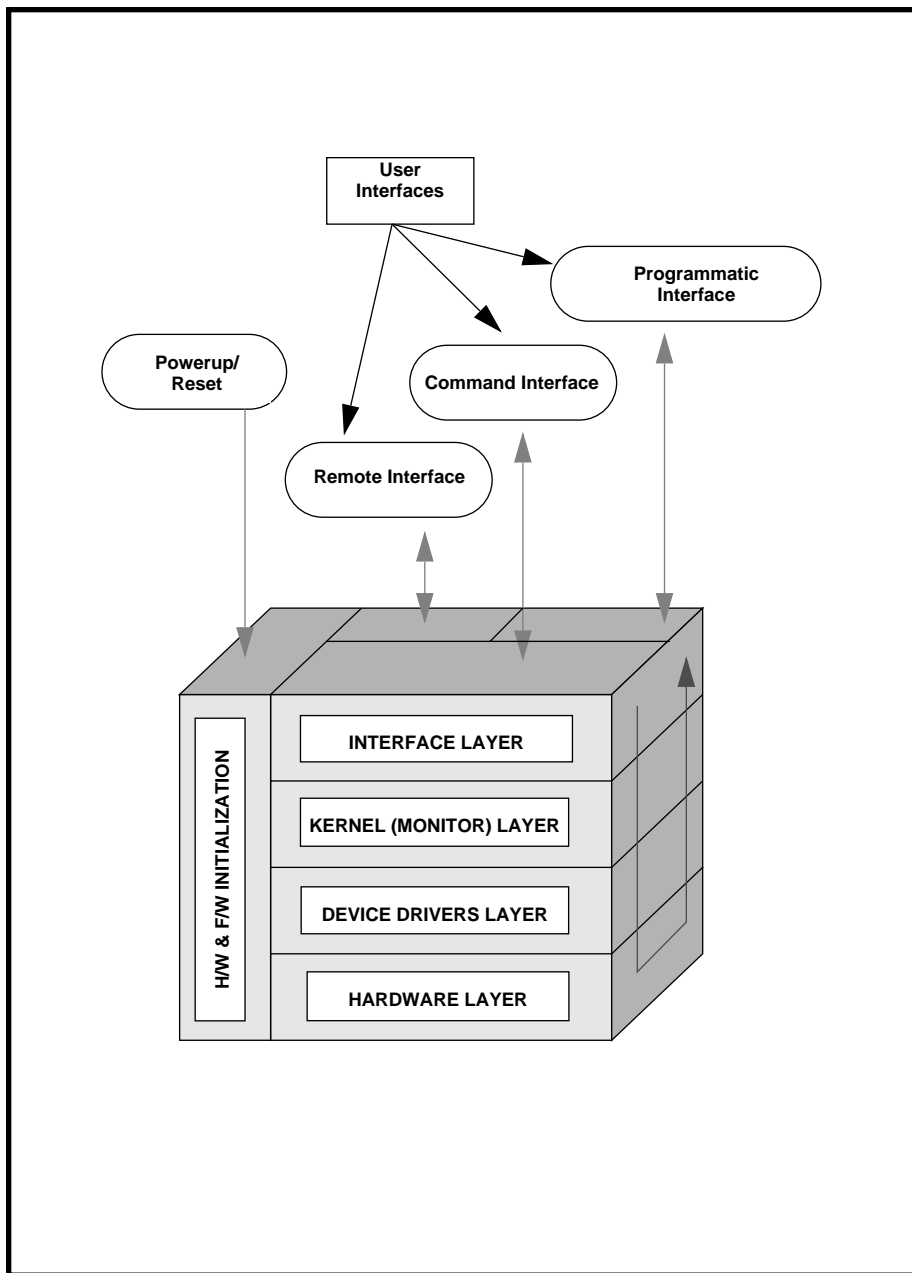 User
Interfaces
Programmatic
Interface
Powerup/
Reset
Command Interface
Remote Interface
INTERFACE LAYER
KERNEL (MONITOR) LAYER
DEVICE DRIVERS LAYER
HARDWARE LAYER
H/W & F/W INITIALIZATION